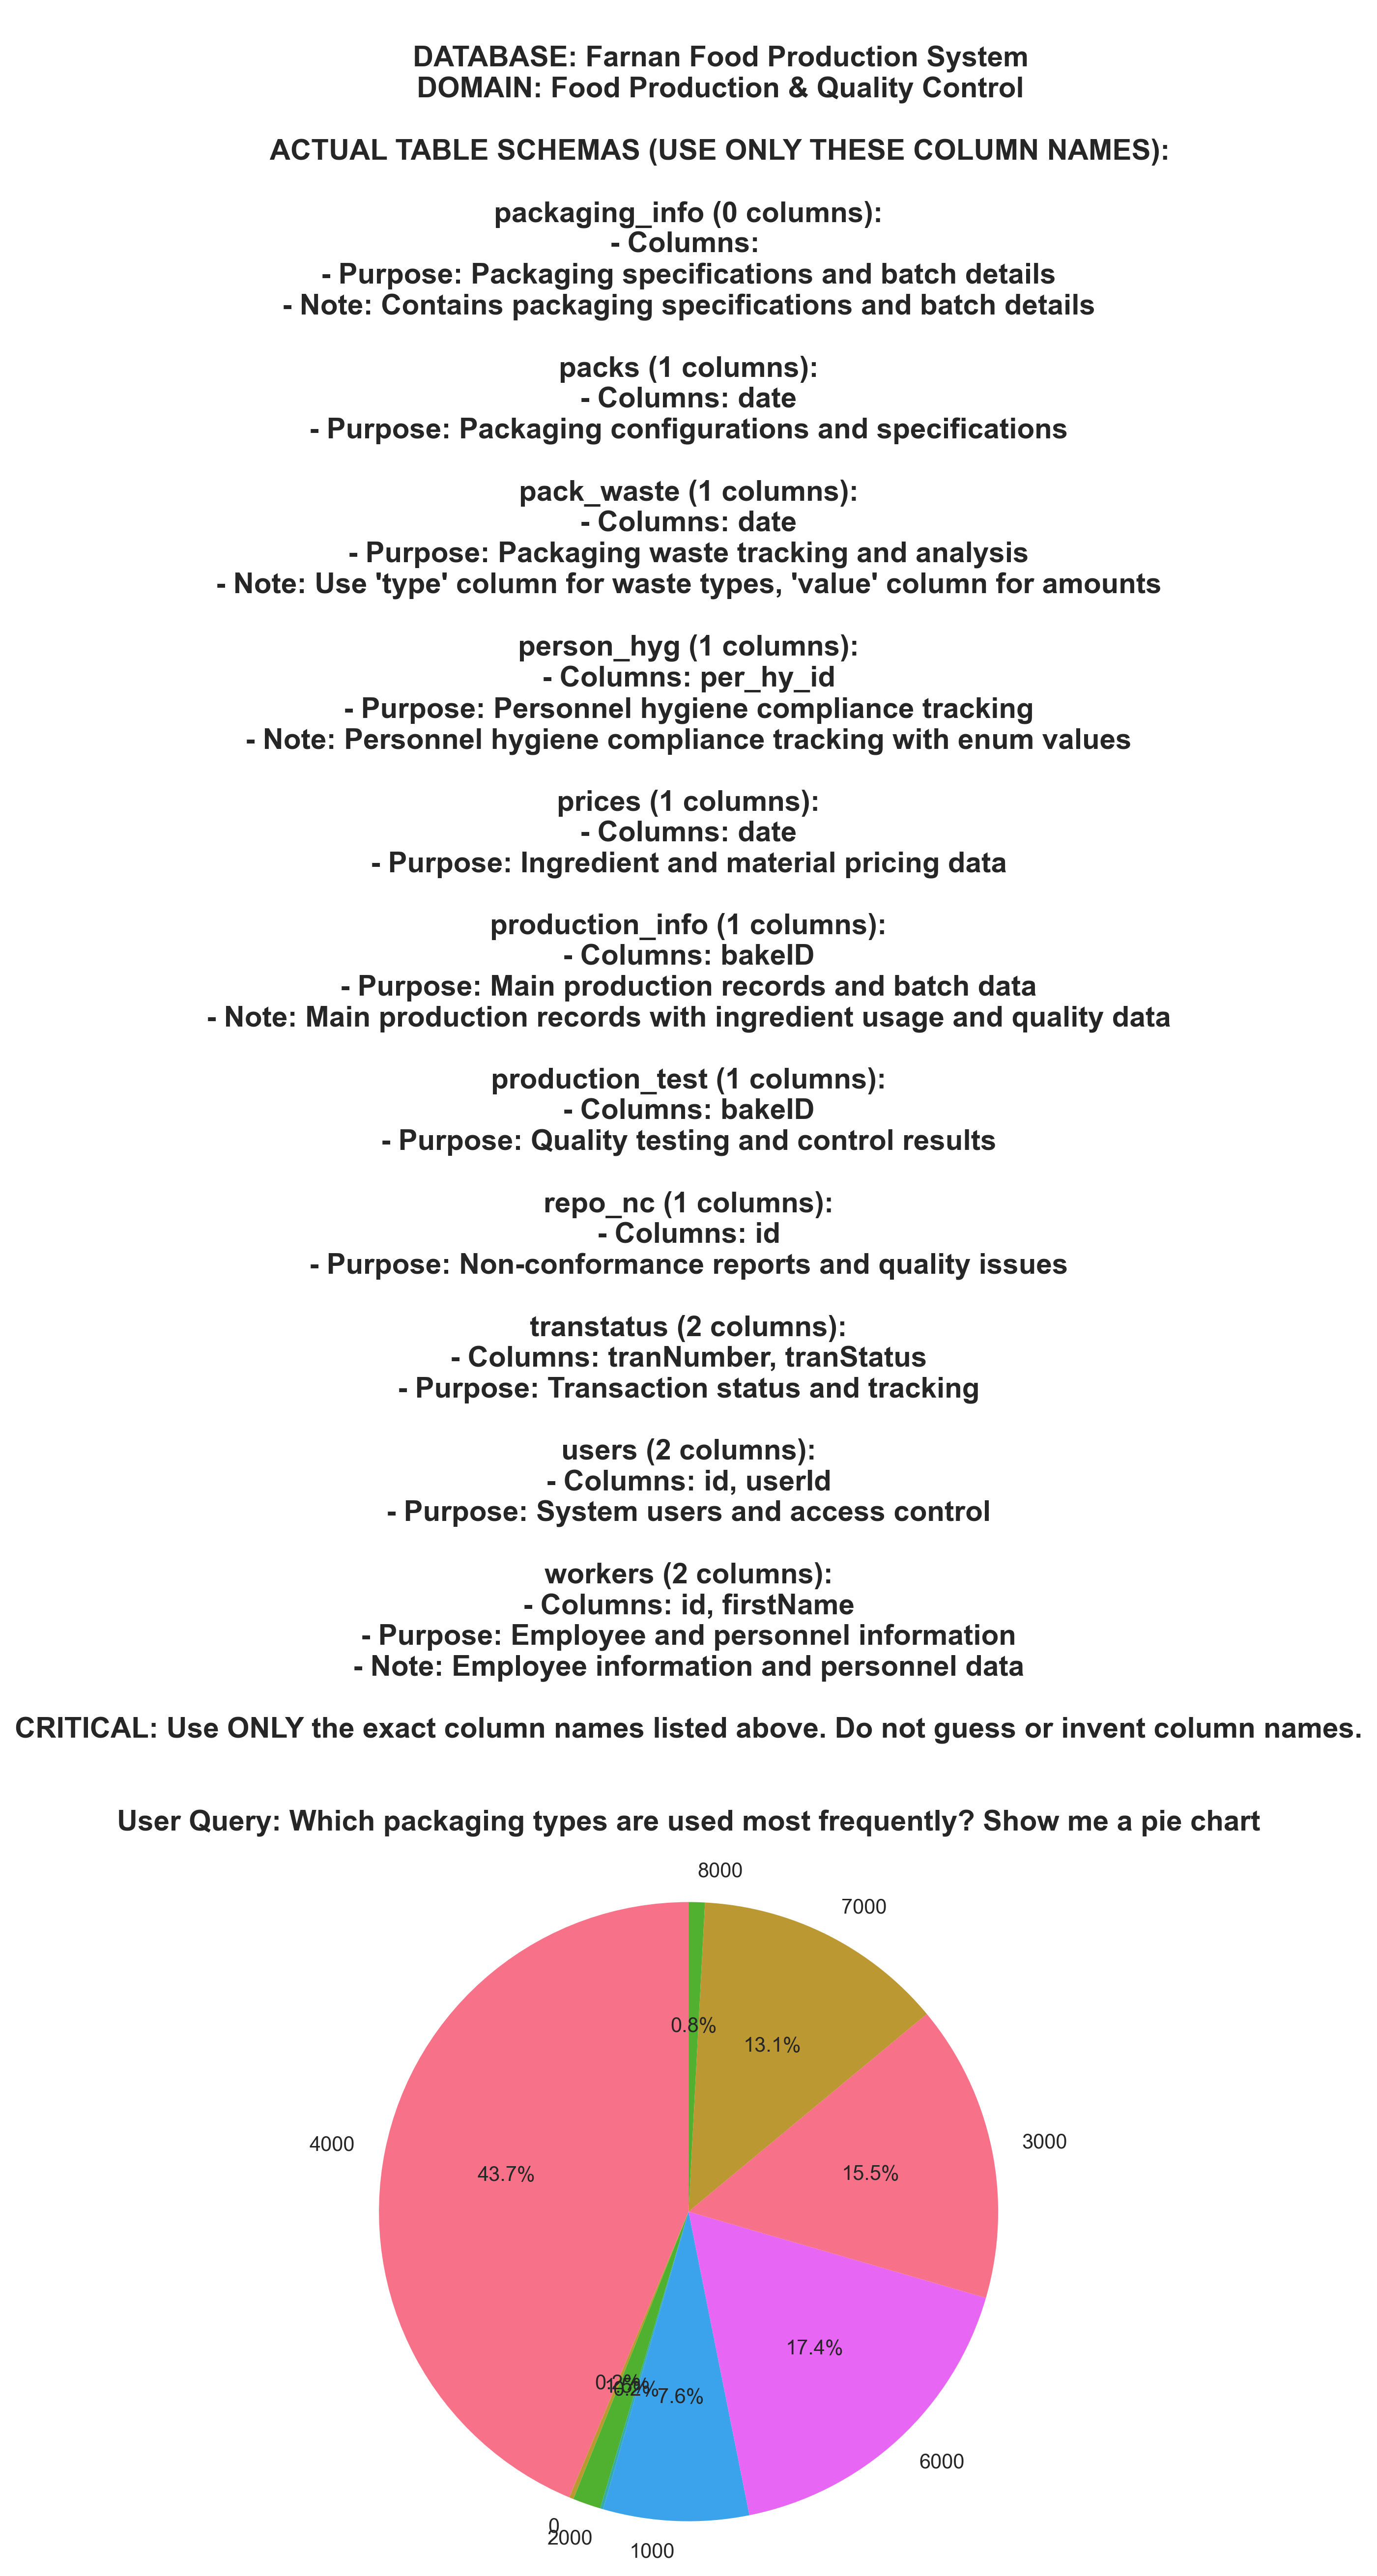 DATABASE: Farnan Food Production System
DOMAIN: Food Production & Quality Control
ACTUAL TABLE SCHEMAS (USE ONLY THESE COLUMN NAMES):
packaging_info (0 columns):
- Columns:
- Purpose: Packaging specifications and batch details
- Note: Contains packaging specifications and batch details
packs (1 columns):
- Columns: date
- Purpose: Packaging configurations and specifications
pack_waste (1 columns):
- Columns: date
- Purpose: Packaging waste tracking and analysis
- Note: Use 'type' column for waste types, 'value' column for amounts
person_hyg (1 columns):
- Columns: per_hy_id
- Purpose: Personnel hygiene compliance tracking
- Note: Personnel hygiene compliance tracking with enum values
prices (1 columns):
- Columns: date
- Purpose: Ingredient and material pricing data
production_info (1 columns):
- Columns: bakeID
- Purpose: Main production records and batch data
- Note: Main production records with ingredient usage and quality data
production_test (1 columns):
- Columns: bakeID
- Purpose: Quality testing and control results
repo_nc (1 columns):
- Columns: id
- Purpose: Non-conformance reports and quality issues
transtatus (2 columns):
- Columns: tranNumber, tranStatus
- Purpose: Transaction status and tracking
users (2 columns):
- Columns: id, userId
- Purpose: System users and access control
workers (2 columns):
- Columns: id, firstName
- Purpose: Employee and personnel information
- Note: Employee information and personnel data
CRITICAL: Use ONLY the exact column names listed above. Do not guess or invent column names.
User Query: Which packaging types are used most frequently? Show me a pie chart
8000
7000
0.8%
13.1%
4000
3000
43.7%
15.5%
17.4%
7.6%
6000
0
2000
1000